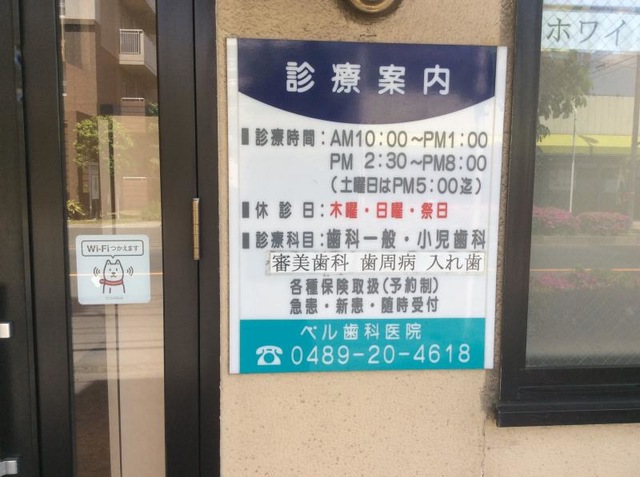 診療案内
診療時間：AM10：00～PM1：00
PM 2：30～PM8：00
（土曜日はPM5：00迄）
休診日：木曜・日曜・祭日
診療科目：歯科一般・小児歯科
審美歯科 歯周病 入れ歯
各種保険取扱（予約制）
急患・新患・随時受付
ベル歯科医院
☎ 0489-20-4618
Wi-Fiつかえます
ホワイ